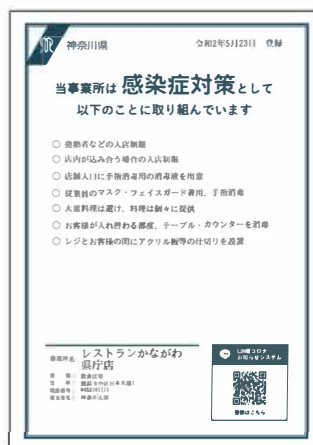 神奈川県
令和2年5月23日 登録
当事業所は 感染症対策として
以下のことに取り組んでいます
○ 発熱者などの入店制限
○ 店内が込み合う場合の入店制限
○ 店舗入口に手指消毒用の消毒液を用意
○ 従業員のマスク・フェイスガード着用、手指消毒
○ 大皿料理は避け、料理は個々に提供
○ お客様が入れ替わる都度、テーブル・カウンターを消毒
○ レジとお客様の間にアクリル板等の仕切りを設置
事業所名 レストランかながわ
県庁店
LINEコロナ
お知らせシステム
登録はこちら